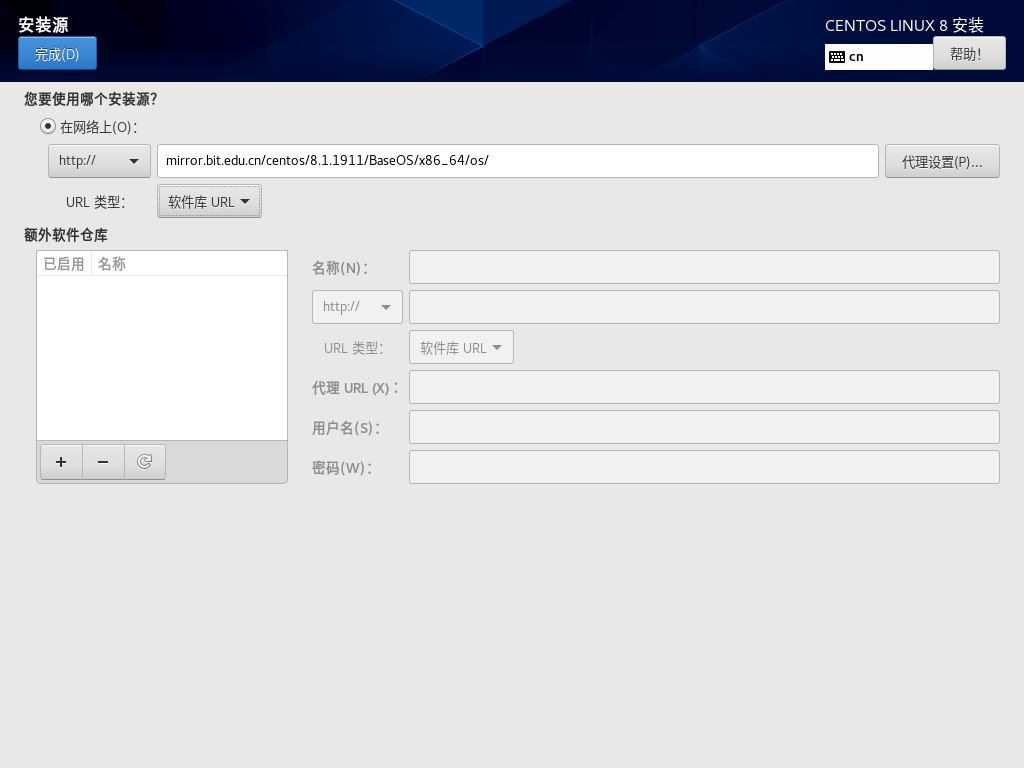 安装源
CENTOS LINUX 8 安装
完成(D)
cn
帮助！
您要使用哪个安装源？
在网络上(O)：
http://
mirror.bit.edu.cn/centos/8.1.1911/BaseOS/x86_64/os/
代理设置(P)...
URL 类型：
软件库 URL
额外软件仓库
已启用 名称
名称(N)：
http://
URL 类型：
软件库 URL
代理 URL (X)：
用户名(S)：
密码(W)：